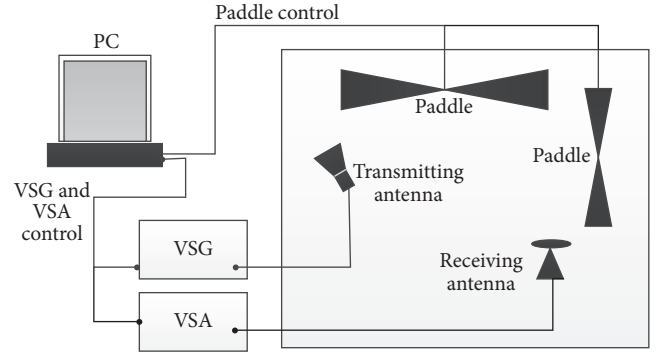 Paddle control
PC
Paddle
Paddle
Transmitting
antenna
VSG and
VSA
control
VSG
Receiving
antenna
VSA